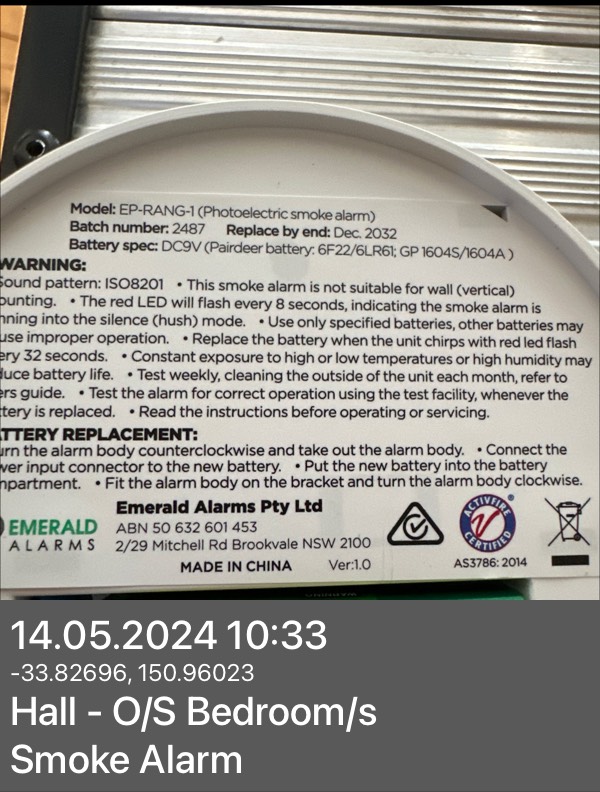 Model: EP-RANG-1 (Photoelectric smoke alarm)
Batch number: 2487 Replace by end: Dec. 2032
Battery spec: DC9V (Pairdeer battery: 6F22/6LR61; GP 1604S/1604A )
WARNING:
Sound pattern: ISO8201 • This smoke alarm is not suitable for wall (vertical)
ounting. • The red LED will flash every 8 seconds, indicating the smoke alarm is
nning into the silence (hush) mode. • Use only specified batteries, other batteries may
use improper operation. • Replace the battery when the unit chirps with red led flash
ery 32 seconds. • Constant exposure to high or low temperatures or high humidity may
duce battery life. • Test weekly, cleaning the outside of the unit each month, refer to
ers guide. • Test the alarm for correct operation using the test facility, whenever the
ttery is replaced. • Read the instructions before operating or servicing.
TTERY REPLACEMENT:
urn the alarm body counterclockwise and take out the alarm body. • Connect the
wer input connector to the new battery. • Put the new battery into the battery
mpartment. • Fit the alarm body on the bracket and turn the alarm body clockwise.
Emerald Alarms Pty Ltd
EMERALD ALARMS
ABN 50 632 601 453
2/29 Mitchell Rd Brookvale NSW 2100
MADE IN CHINA Ver:1.0
ACTIVFIRE CERTIFIED
AS3786: 2014
14.05.2024 10:33
-33.82696, 150.96023
Hall - O/S Bedroom/s
Smoke Alarm